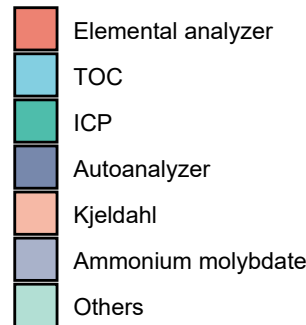 Elemental analyzer
TOC
ICP
Autoanalyzer
Kjeldahl
Ammonium molybdate
Others